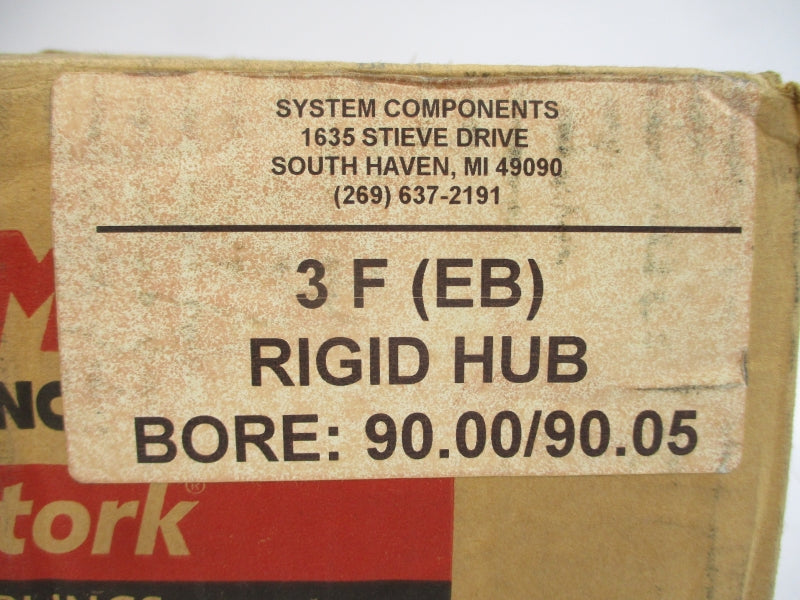 SYSTEM COMPONENTS
1635 STIEVE DRIVE
SOUTH HAVEN, MI 49090
(269) 637-2191
3 F (EB)
RIGID HUB
BORE: 90.00/90.05
M
NC
tork®